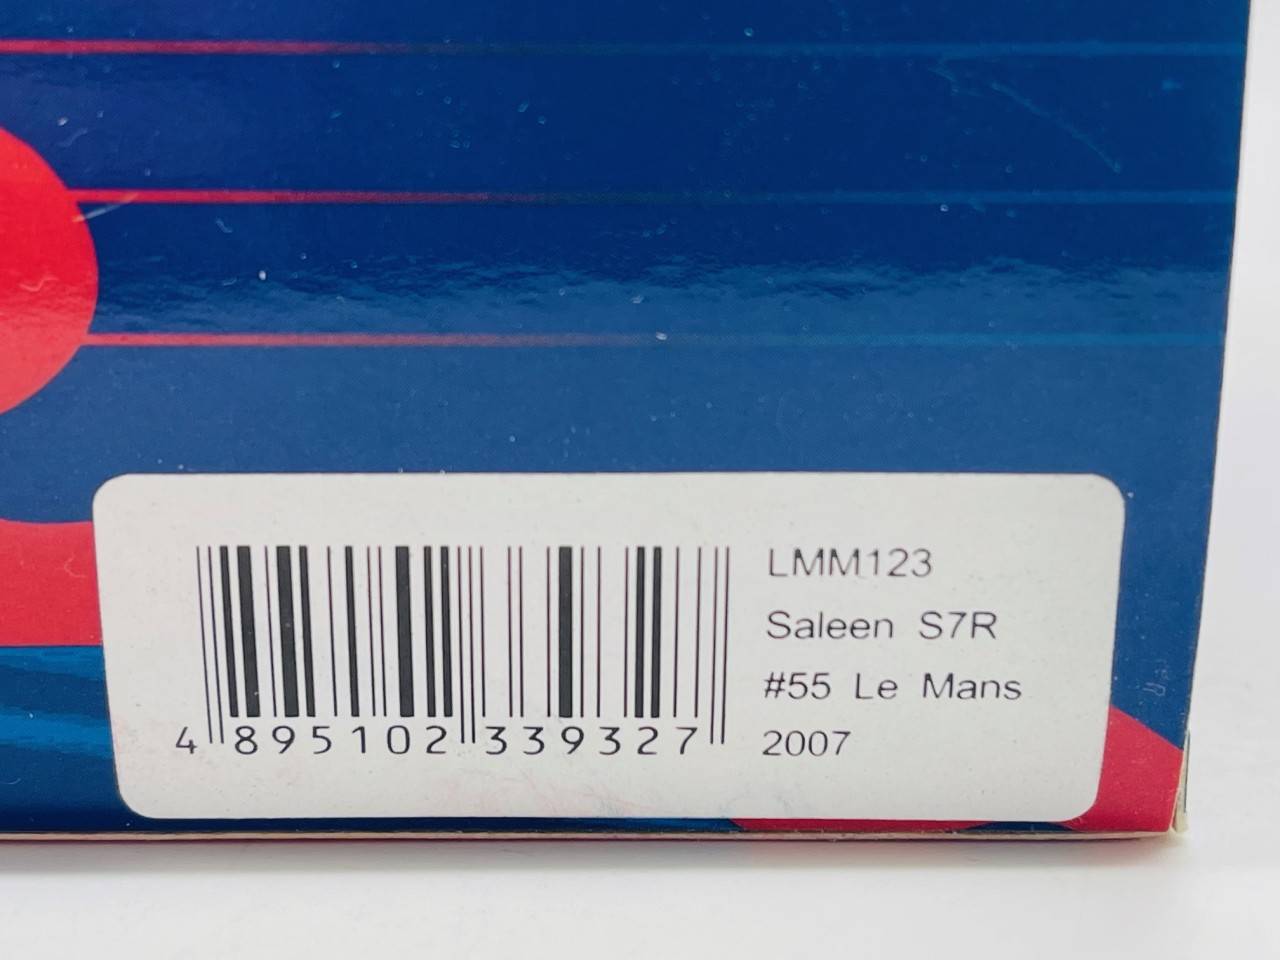 LMM123
Saleen S7R
#55 Le Mans
2007
4 895102 339327